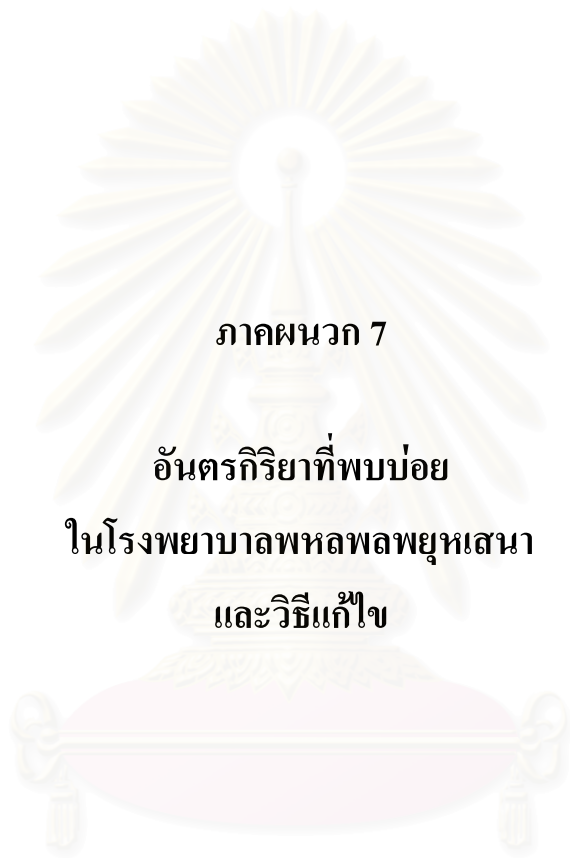 ภาคผนวก 7
อันตรกิริยาที่พบบ่อย
ในโรงพยาบาลพหลพลพยุหเสนา
และวิธีแก้ไข